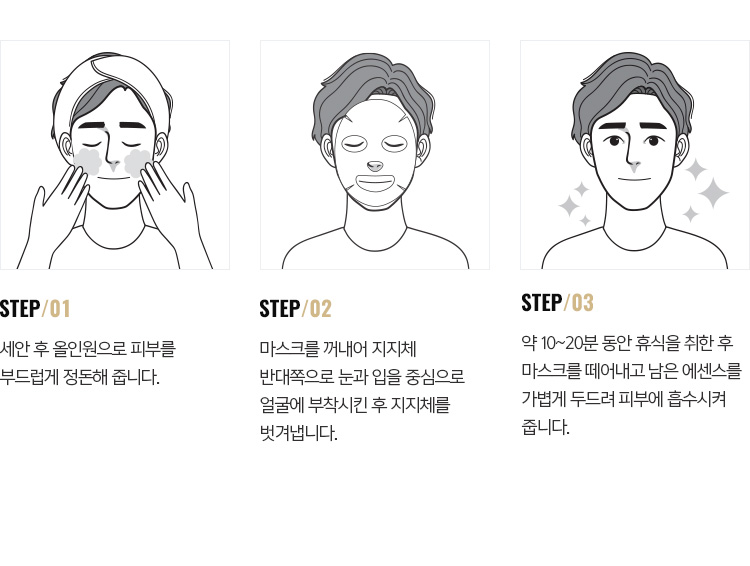 STEP/01
세안 후 올인원으로 피부를
부드럽게 정돈해 줍니다.
STEP/02
마스크를 꺼내어 지지체
반대쪽으로 눈과 입을 중심으로
얼굴에 부착시킨 후 지지체를
벗겨냅니다.
STEP/03
약 10~20분 동안 휴식을 취한 후
마스크를 떼어내고 남은 에센스를
가볍게 두드려 피부에 흡수시켜
줍니다.